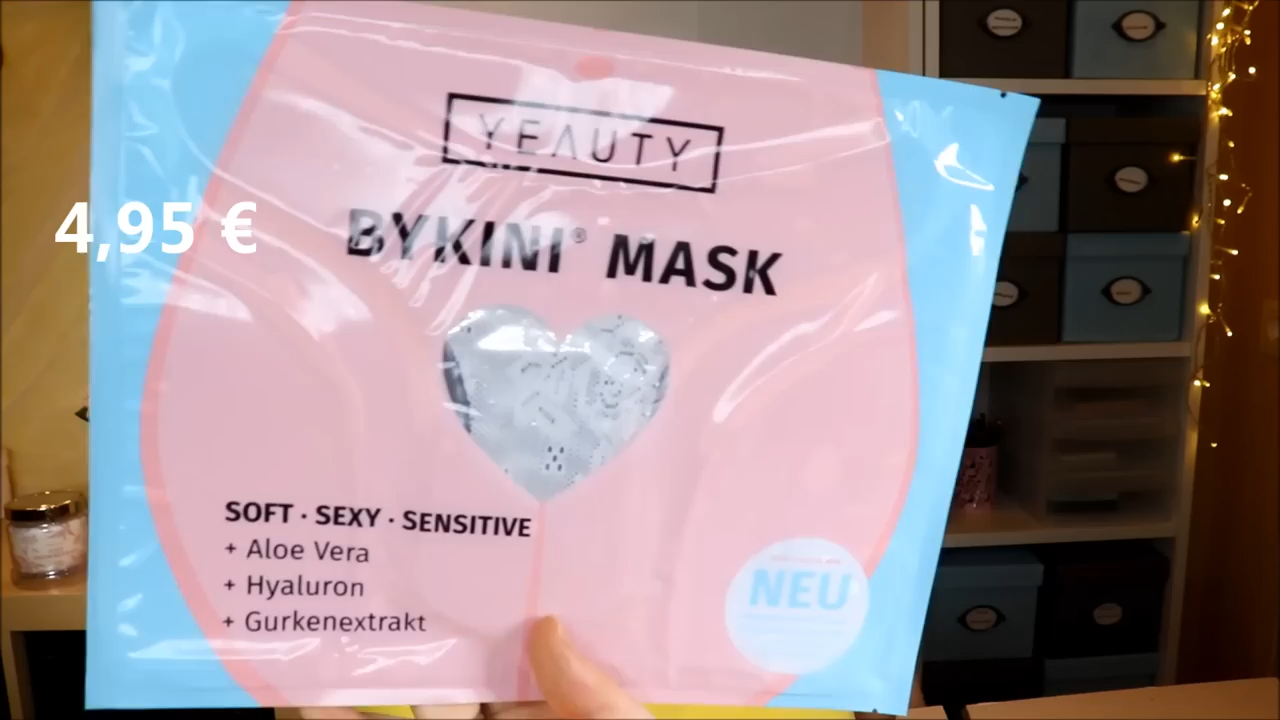 YEAUTY
4,95 €
BYKINI® MASK
SOFT · SEXY · SENSITIVE
+ Aloe Vera
+ Hyaluron
+ Gurkenextrakt
NEU